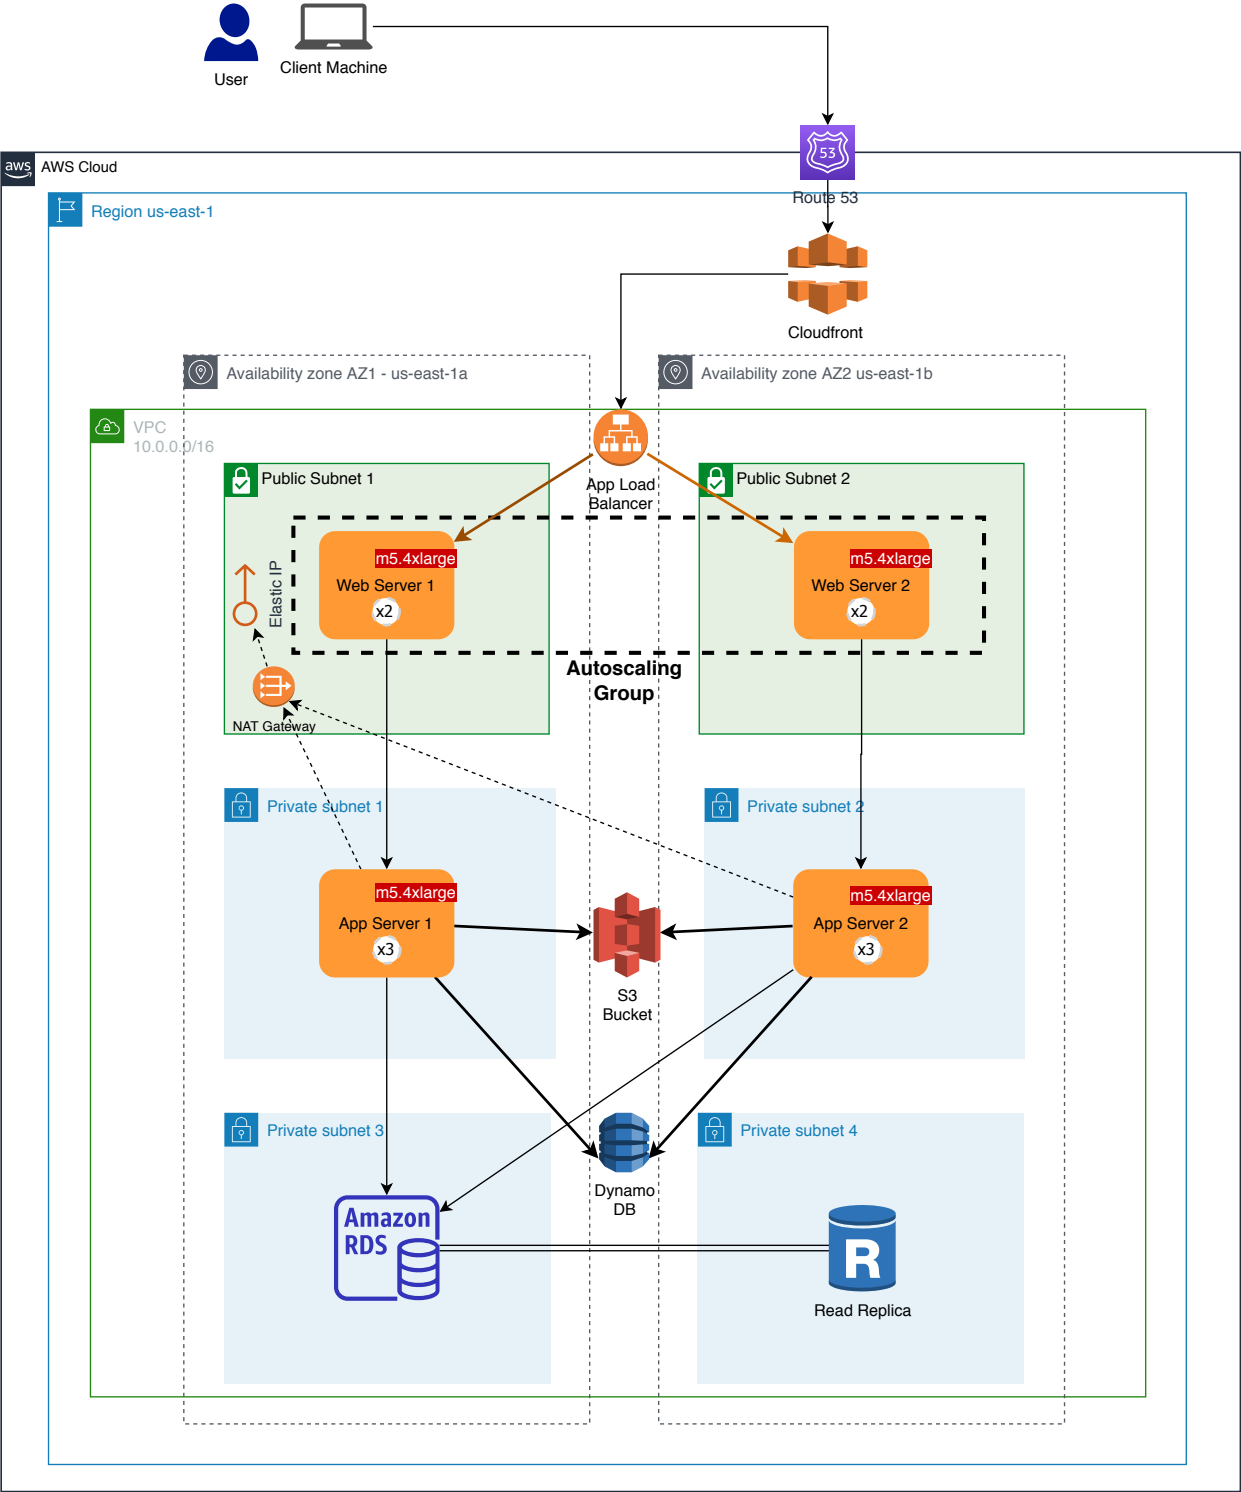 User
Client Machine
53
aws
AWS Cloud
Route 53
Region us-east-1
Cloudfront
Availability zone AZ1 - us-east-1a
Availability zone AZ2 us-east-1b
VPC
10.0.0.0/16
Public Subnet 1
App Load
Balancer
Public Subnet 2
m5.4xlarge
Web Server 1
x2
m5.4xlarge
Web Server 2
x2
Elastic IP
Autoscaling
Group
NAT Gateway
Private subnet 1
Private subnet 2
m5.4xlarge
App Server 1
x3
m5.4xlarge
App Server 2
x3
S3
Bucket
Private subnet 3
Private subnet 4
Dynamo
DB
Amazon
RDS
R
Read Replica